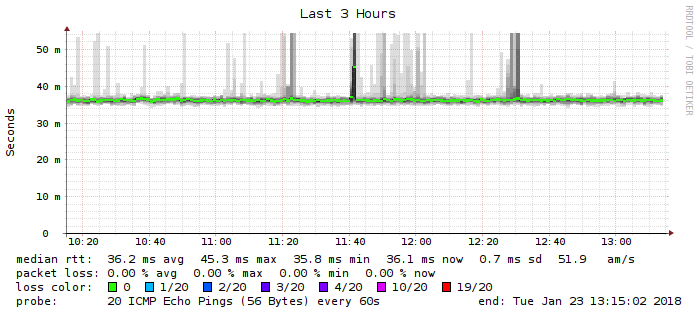 Last 3 Hours
RRDTOOL / TOBI OETIKER
Seconds
50 m
40 m
30 m
20 m
10 m
0
10:20 10:40 11:00 11:20 11:40 12:00 12:20 12:40 13:00
median rtt: 36.2 ms avg 45.3 ms max 35.8 ms min 36.1 ms now 0.7 ms sd 51.9 am/s
packet loss: 0.00 % avg 0.00 % max 0.00 % min 0.00 % now
loss color: 0 1/20 2/20 3/20 4/20 10/20 19/20
probe: 20 ICMP Echo Pings (56 Bytes) every 60s end: Tue Jan 23 13:15:02 2018